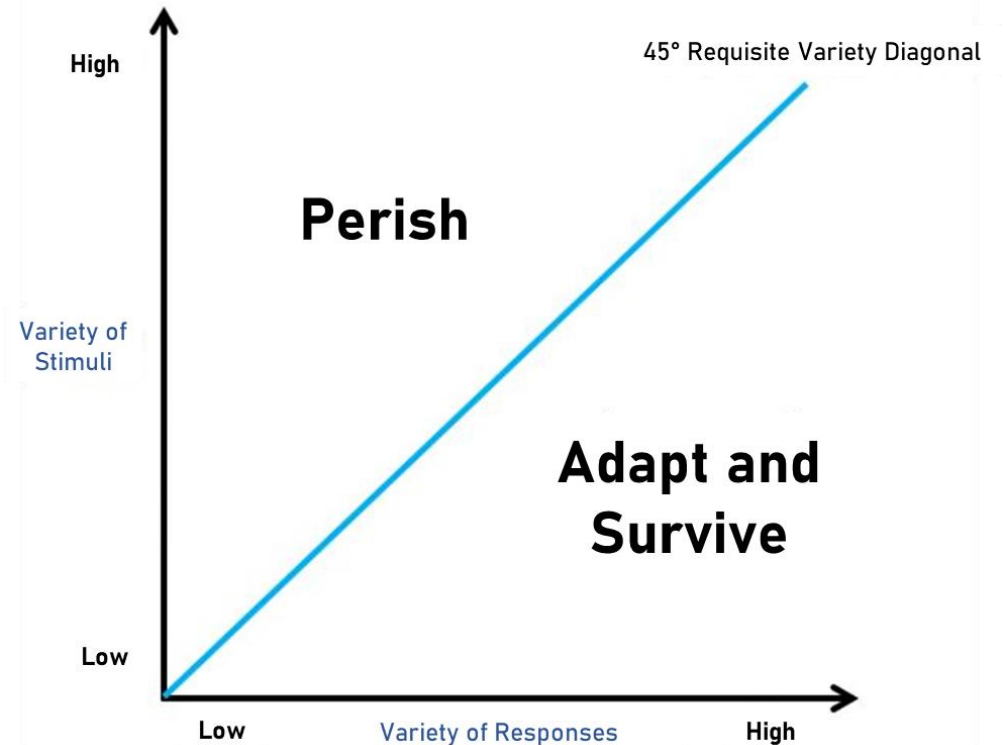 High
45° Requisite Variety Diagonal
Perish
Variety of
Stimuli
Adapt and
Survive
Low
Low
Variety of Responses
High